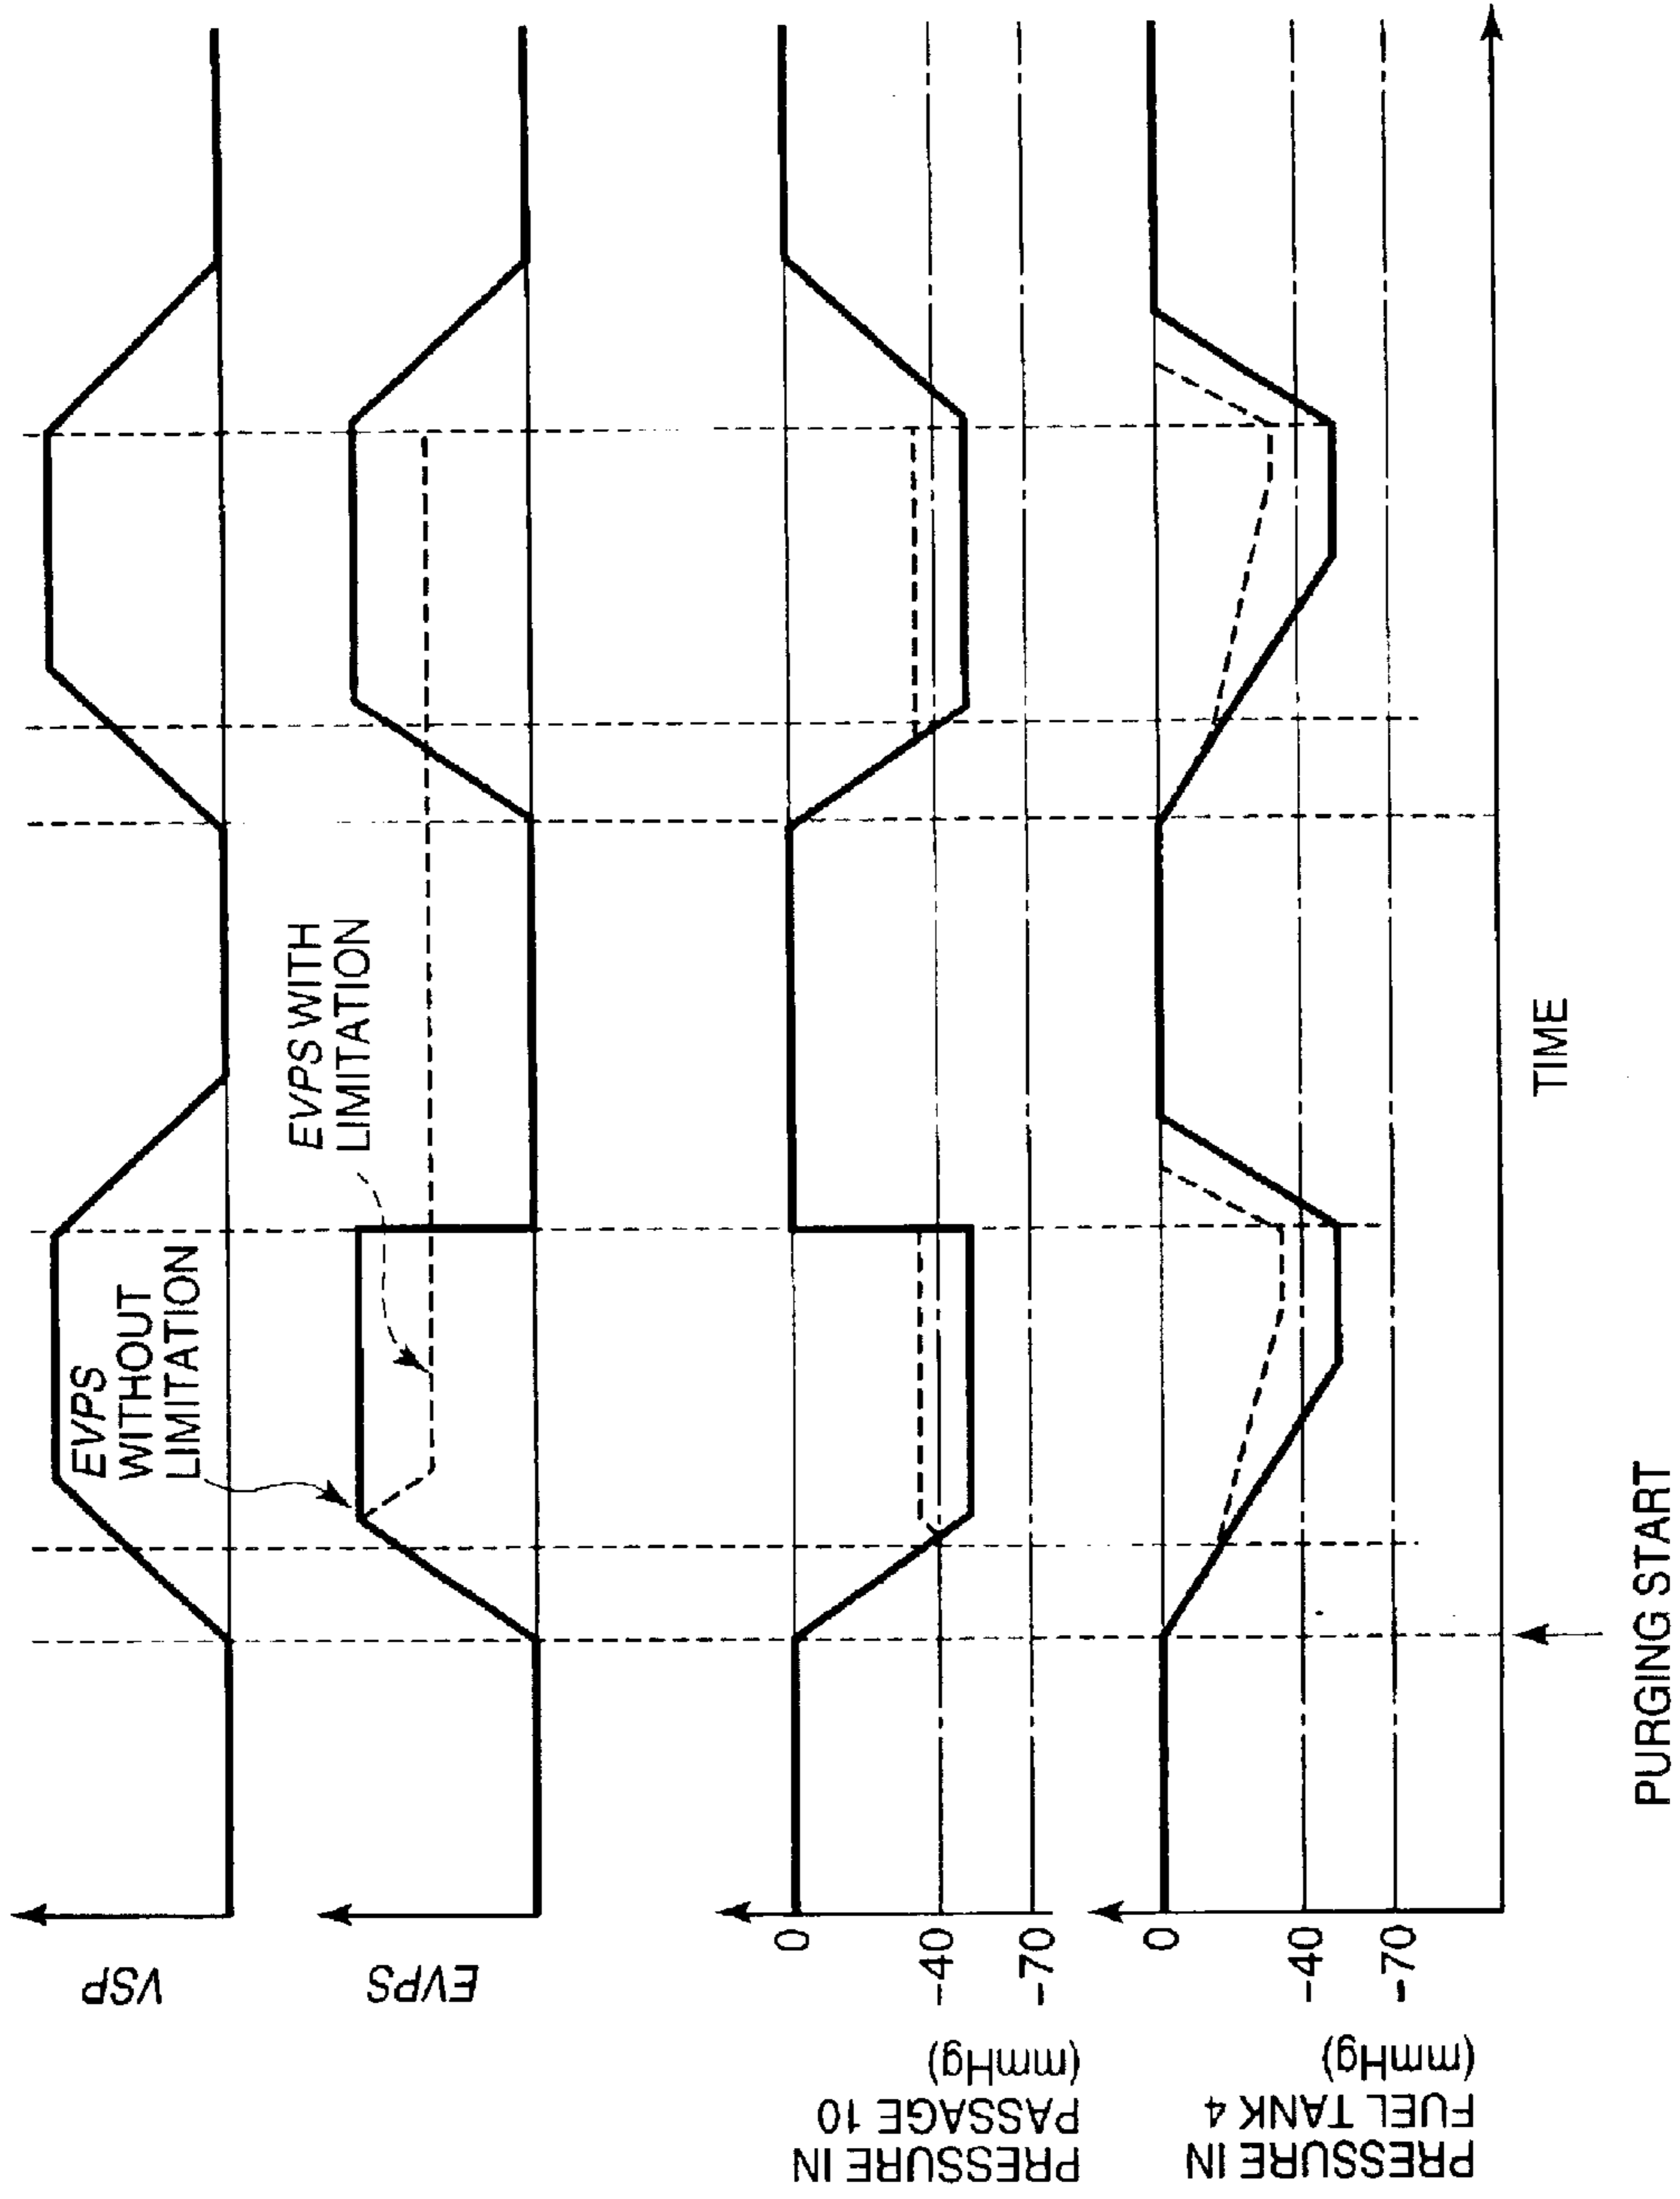 VSP
EVPS
WITHOUT
LIMITATION
EVPS
EVPS WITH
LIMITATION
PRESSURE IN
PASSAGE 10
(mmHg)
0
-40
-70
PRESSURE IN
FUEL TANK 4
(mmHg)
0
-40
-70
PURGING START
TIME